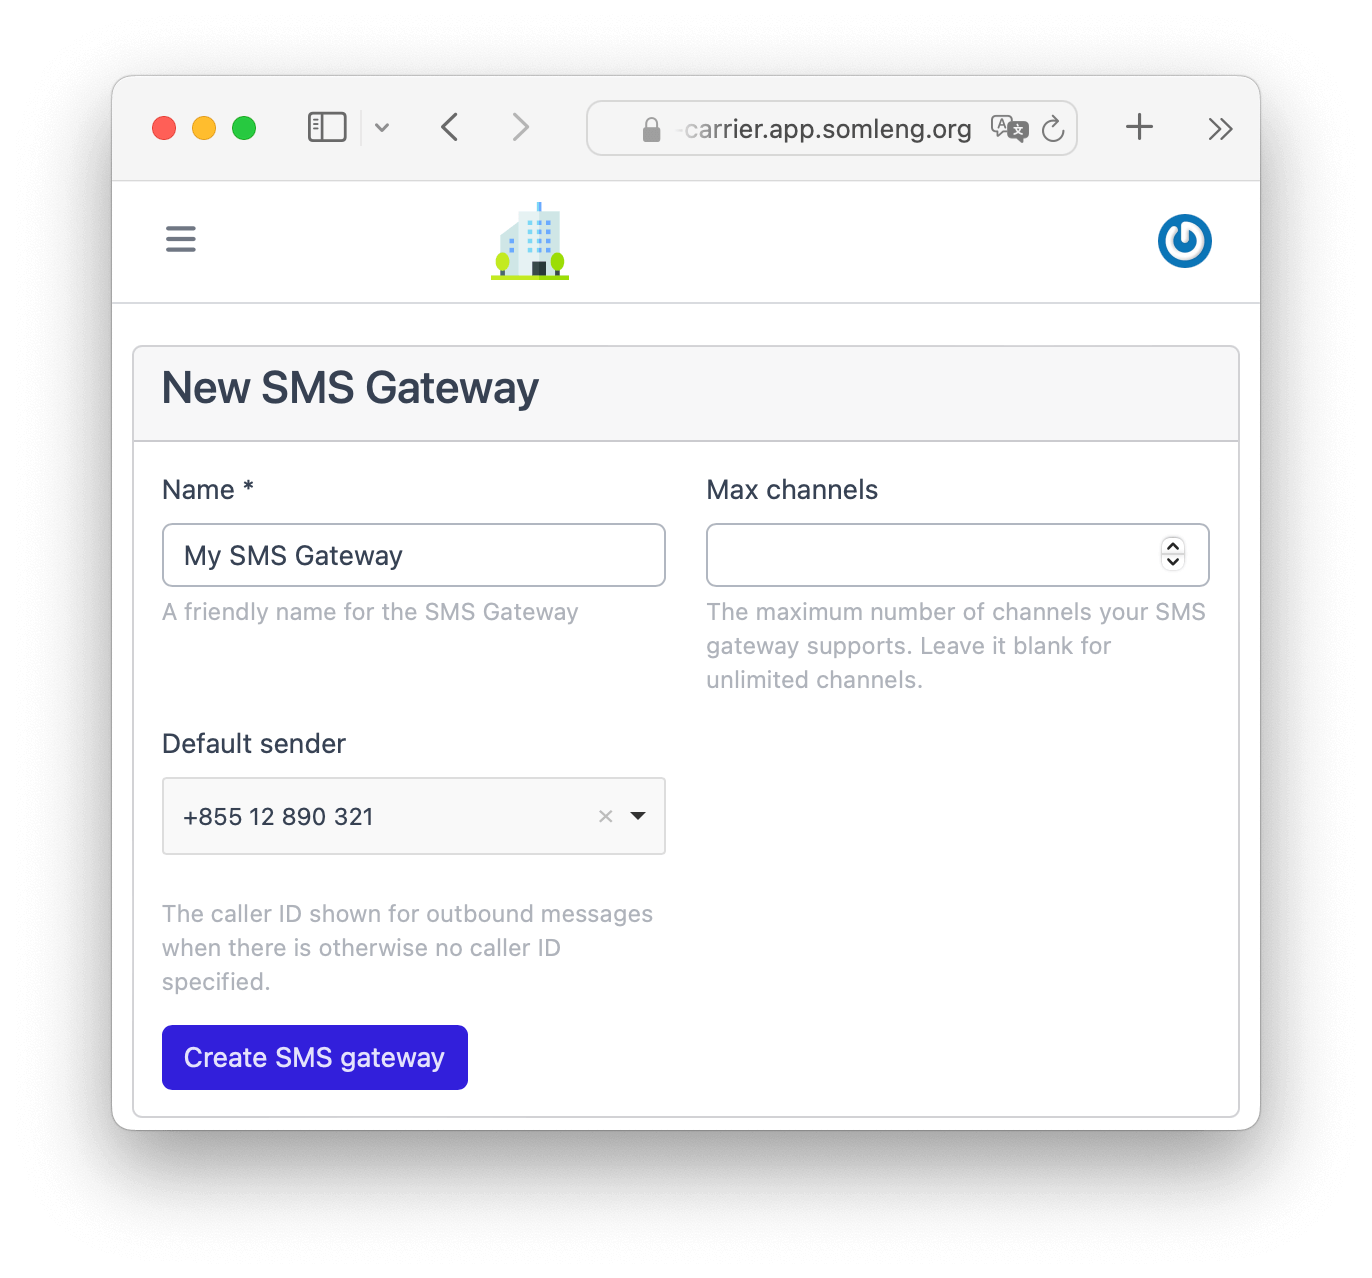 -carrier.app.somleng.org
New SMS Gateway
Name *
Max channels
My SMS Gateway
A friendly name for the SMS Gateway
The maximum number of channels your SMS
gateway supports. Leave it blank for
unlimited channels.
Default sender
+855 12 890 321
The caller ID shown for outbound messages
when there is otherwise no caller ID
specified.
Create SMS gateway